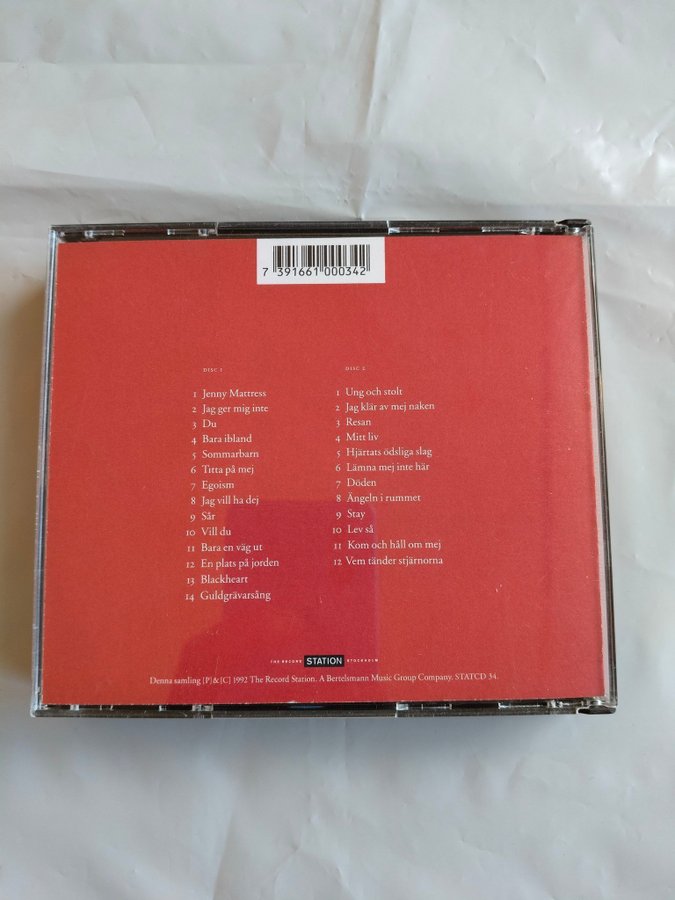 7 391661 000342
DISC 1
1 Jenny Mattress
2 Jag ger mig inte
3 Du
4 Bara ibland
5 Sommarbarn
6 Titta på mej
7 Egoism
8 Jag vill ha dej
9 Sår
10 Vill du
11 Bara en väg ut
12 En plats på jorden
13 Blackheart
14 Guldgrävarsång
DISC 2
1 Ung och stolt
2 Jag klär av mej naken
3 Resan
4 Mitt liv
5 Hjärtats ödsliga slag
6 Lämna mej inte här
7 Döden
8 Ängeln i rummet
9 Stay
10 Lev så
11 Kom och håll om mej
12 Vem tänder stjärnorna
THE RECORD STATION STOCKHOLM
Denna samling [P]&[C] 1992 The Record Station. A Bertelsmann Music Group Company. STATCD 34.